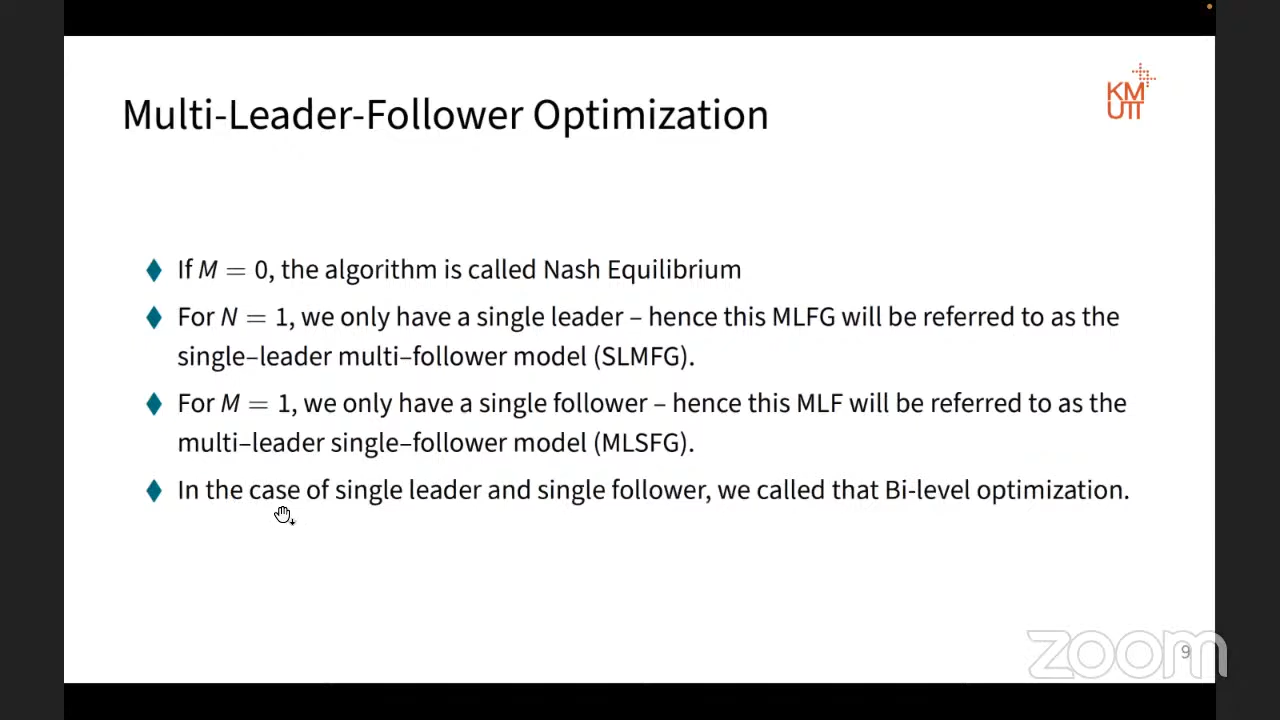 Multi-Leader-Follower Optimization
KM
UTT
If M = 0, the algorithm is called Nash Equilibrium
For N = 1, we only have a single leader – hence this MLFG will be referred to as the
single–leader multi–follower model (SLMFG).
For M = 1, we only have a single follower – hence this MLF will be referred to as the
multi–leader single–follower model (MLSFG).
In the case of single leader and single follower, we called that Bi-level optimization.
zoom
9